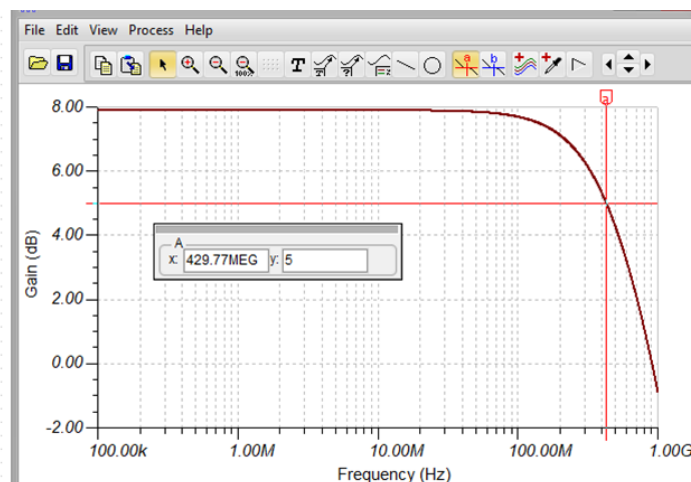 File Edit View Process Help
100%
T
a
b
8.00
a
6.00
4.00
A
x: 429.77MEG y: 5
2.00
0.00
-2.00
Gain (dB)
100.00k 1.00M 10.00M 100.00M 1.00G
Frequency (Hz)